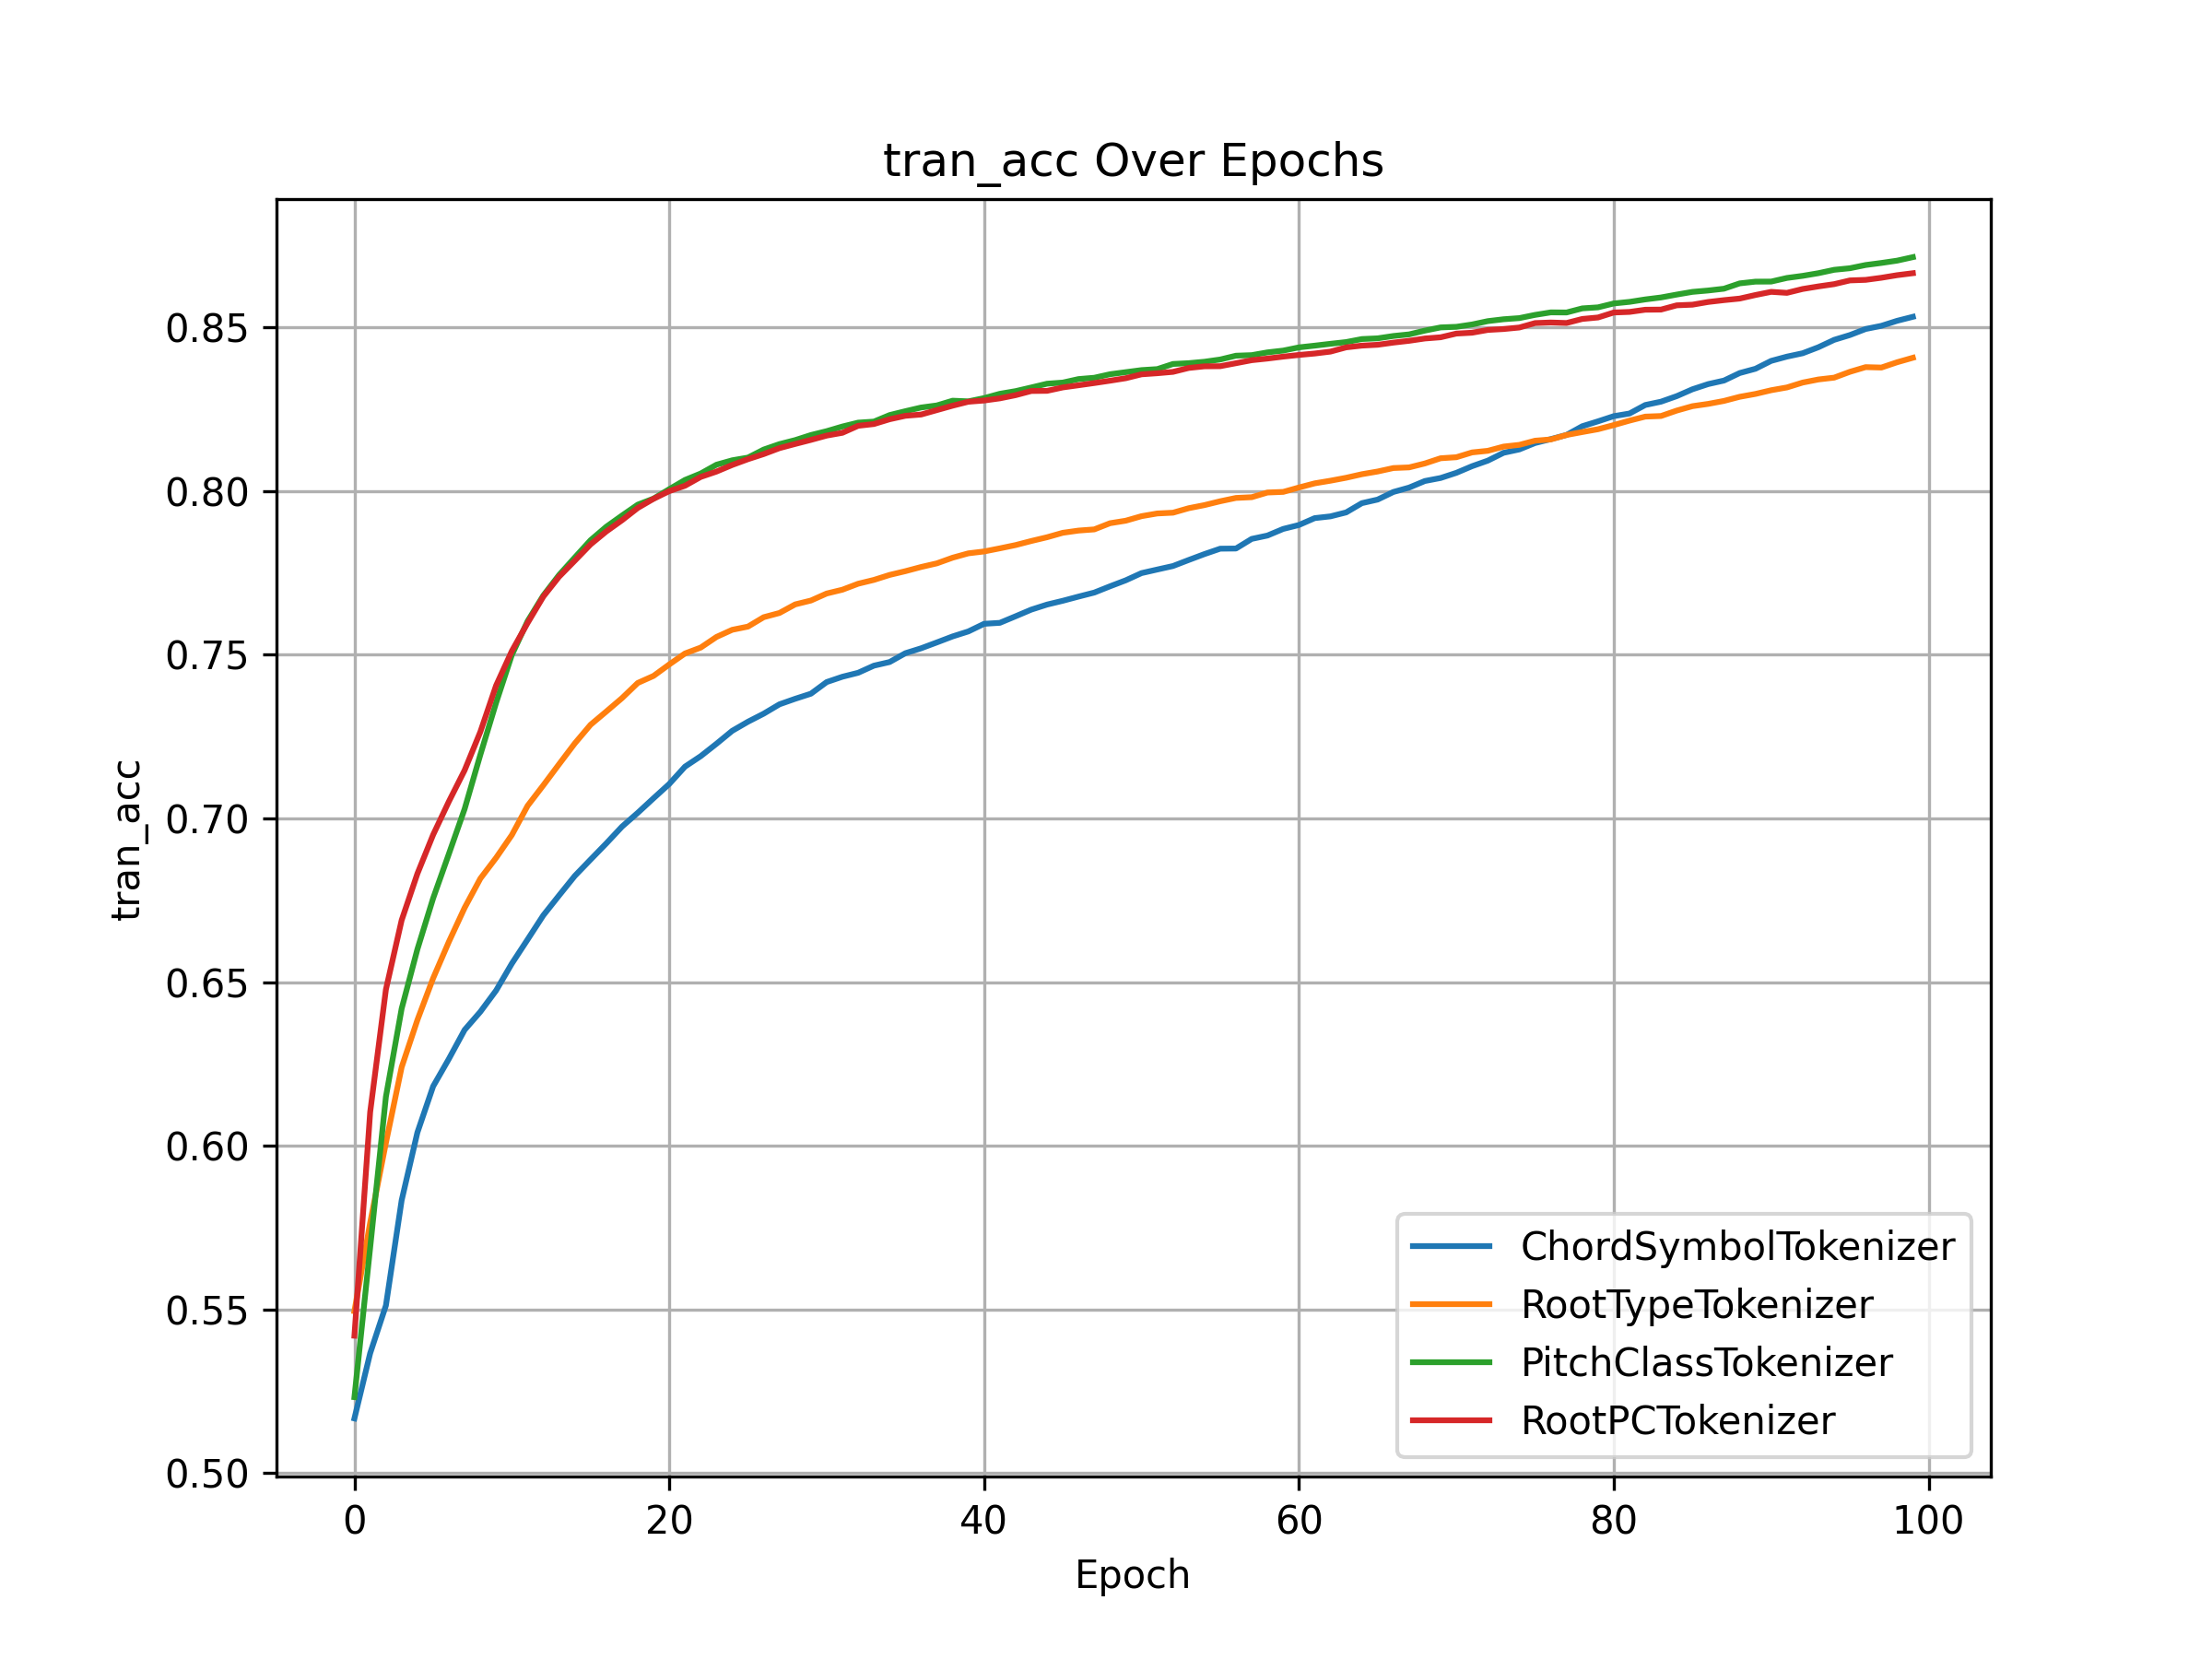 tran_acc Over Epochs
tran_acc
0.85
0.80
0.75
0.70
0.65
0.60
0.55
0.50
0 20 40 60 80 100
Epoch
ChordSymbolTokenizer
RootTypeTokenizer
PitchClassTokenizer
RootPCTokenizer